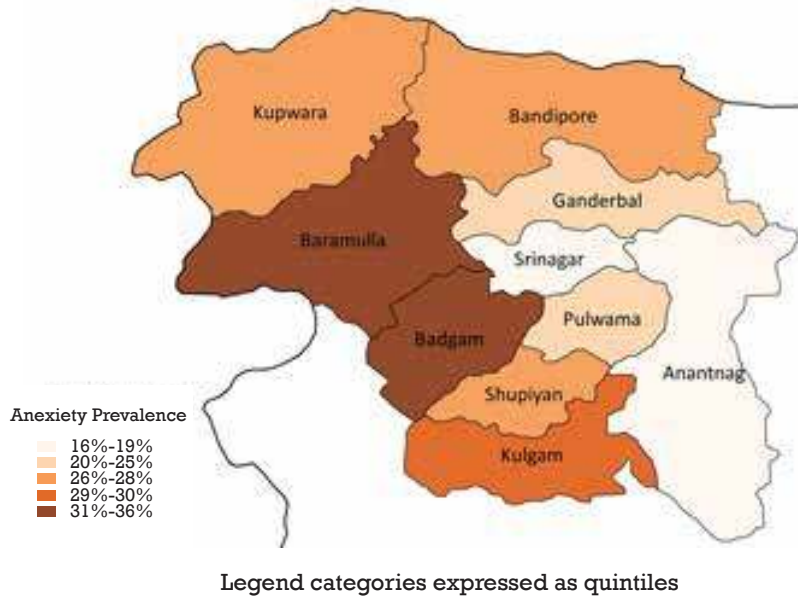 Kupwara
Bandipore
Ganderbal
Baramulla
Srinagar
Pulwama
Badgam
Anantnag
Shupiyan
Kulgam
Anexiety Prevalence
16%-19%
20%-25%
26%-28%
29%-30%
31%-36%
Legend categories expressed as quintiles